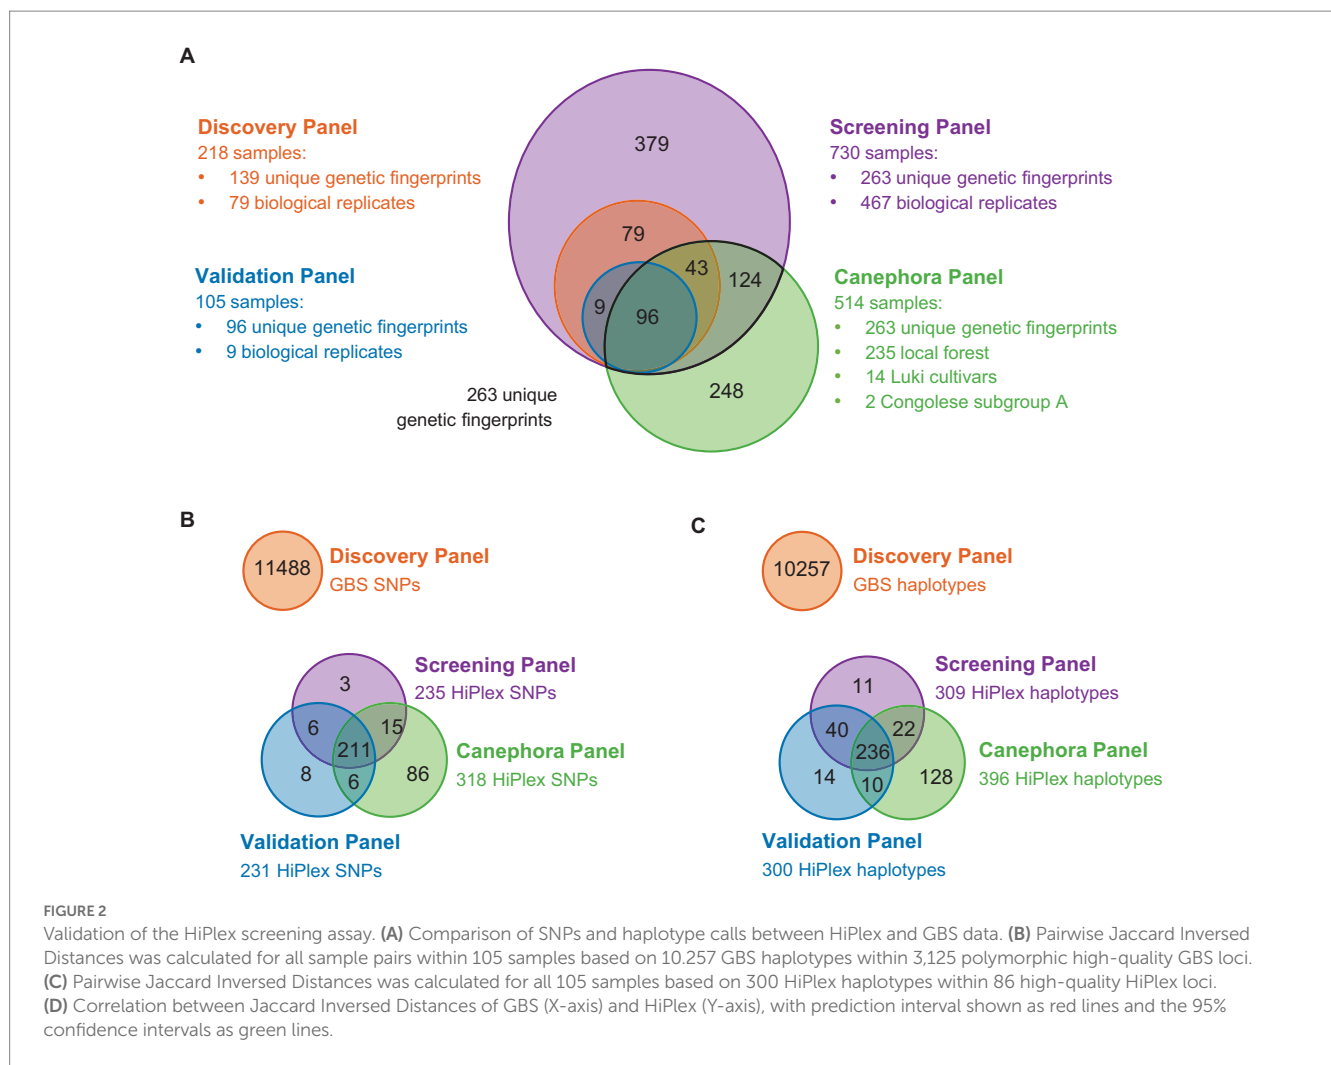 A
Discovery Panel
218 samples:
• 139 unique genetic fingerprints
• 79 biological replicates
Validation Panel
105 samples:
• 96 unique genetic fingerprints
• 9 biological replicates
379
79
43
124
9
96
248
263 unique
genetic fingerprints
Screening Panel
730 samples:
• 263 unique genetic fingerprints
• 467 biological replicates
Canephora Panel
514 samples:
• 263 unique genetic fingerprints
• 235 local forest
• 14 Luki cultivars
• 2 Congolese subgroup A
B
11488
Discovery Panel
GBS SNPs
Screening Panel
235 HiPlex SNPs
3
6
15
211
8
6
86
Canephora Panel
318 HiPlex SNPs
Validation Panel
231 HiPlex SNPs
C
10257
Discovery Panel
GBS haplotypes
Screening Panel
309 HiPlex haplotypes
11
40
22
236
14
10
128
Canephora Panel
396 HiPlex haplotypes
Validation Panel
300 HiPlex haplotypes
FIGURE 2
Validation of the HiPlex screening assay. (A) Comparison of SNPs and haplotype calls between HiPlex and GBS data. (B) Pairwise Jaccard Inversed
Distances was calculated for all sample pairs within 105 samples based on 10.257 GBS haplotypes within 3,125 polymorphic high-quality GBS loci.
(C) Pairwise Jaccard Inversed Distances was calculated for all 105 samples based on 300 HiPlex haplotypes within 86 high-quality HiPlex loci.
(D) Correlation between Jaccard Inversed Distances of GBS (X-axis) and HiPlex (Y-axis), with prediction interval shown as red lines and the 95%
confidence intervals as green lines.